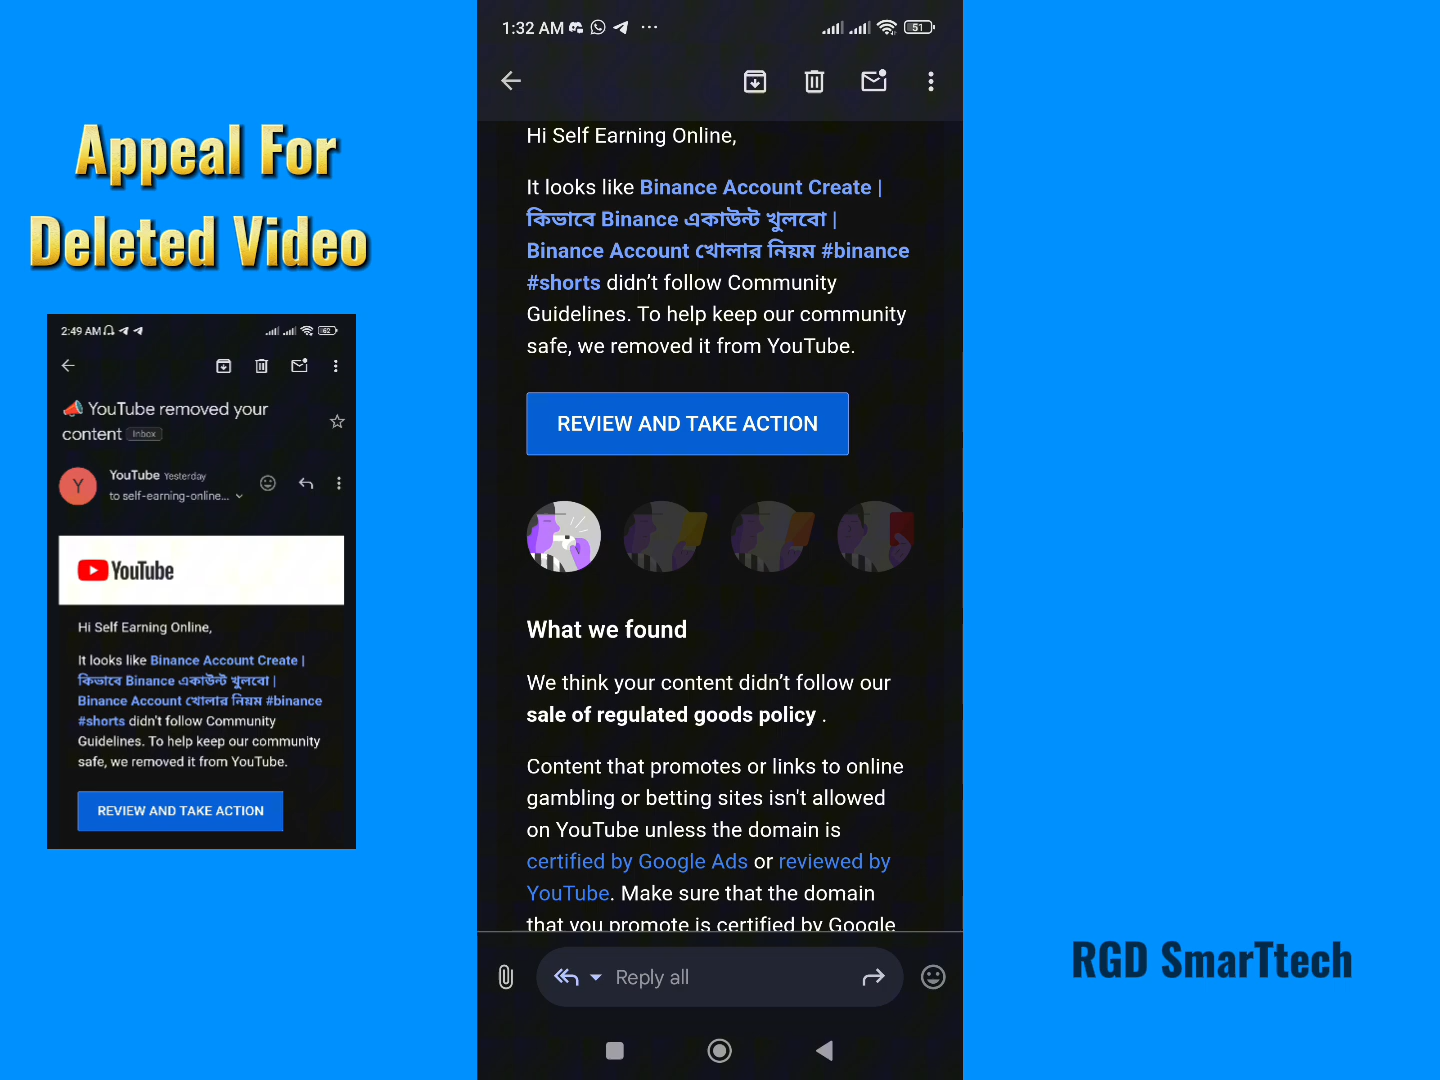 Appeal For
Deleted Video
2:49 AM
62
YouTube removed your
content Inbox
Y
YouTube Yesterday
to self-earning-online...
YouTube
Hi Self Earning Online,
It looks like Binance Account Create |
কিভাবে Binance একাউন্ট খুলবো |
Binance Account খোলার নিয়ম #binance
#shorts didn't follow Community
Guidelines. To help keep our community
safe, we removed it from YouTube.
REVIEW AND TAKE ACTION
1:32 AM
51
Hi Self Earning Online,
It looks like Binance Account Create |
কিভাবে Binance একাউন্ট খুলবো |
Binance Account খোলার নিয়ম #binance
#shorts didn't follow Community
Guidelines. To help keep our community
safe, we removed it from YouTube.
REVIEW AND TAKE ACTION
What we found
We think your content didn't follow our
sale of regulated goods policy .
Content that promotes or links to online
gambling or betting sites isn't allowed
on YouTube unless the domain is
certified by Google Ads or reviewed by
YouTube. Make sure that the domain
that you promote is certified by Google
Reply all
RGD SmarTtech